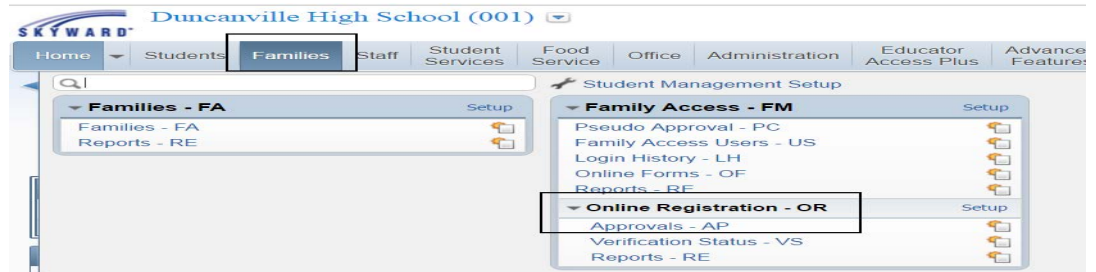 Duncanville High School (001)
SKYWARD
Home Students Families Staff Student Services Food Service Office Administration Educator Access Plus Advance Features
Student Management Setup
Families - FA Setup
Families - FA
Reports - RE
Family Access - FM Setup
Pseudo Approval - PC
Family Access Users - US
Login History - LH
Online Forms - OF
Reports - RE
Online Registration - OR Setup
Approvals - AP
Verification Status - VS
Reports - RE